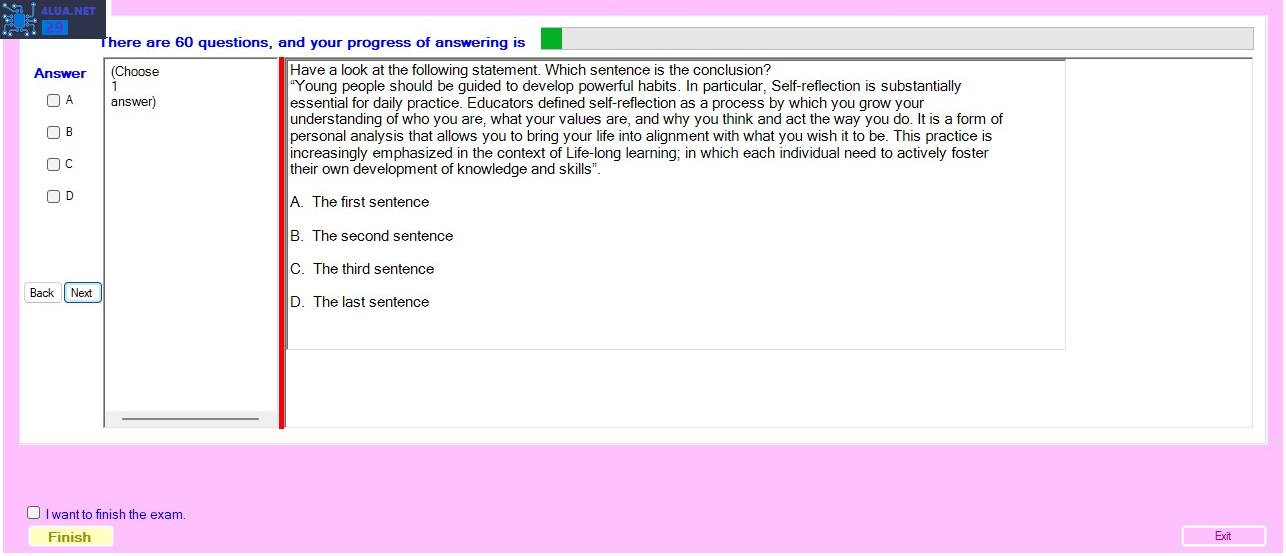 4LUA.NET
29
There are 60 questions, and your progress of answering is
Answer
A
B
C
D
Back
Next
(Choose
1
answer)
Have a look at the following statement. Which sentence is the conclusion?
“Young people should be guided to develop powerful habits. In particular, Self-reflection is substantially
essential for daily practice. Educators defined self-reflection as a process by which you grow your
understanding of who you are, what your values are, and why you think and act the way you do. It is a form of
personal analysis that allows you to bring your life into alignment with what you wish it to be. This practice is
increasingly emphasized in the context of Life-long learning; in which each individual need to actively foster
their own development of knowledge and skills”.
A. The first sentence
B. The second sentence
C. The third sentence
D. The last sentence
I want to finish the exam.
Finish
Exit